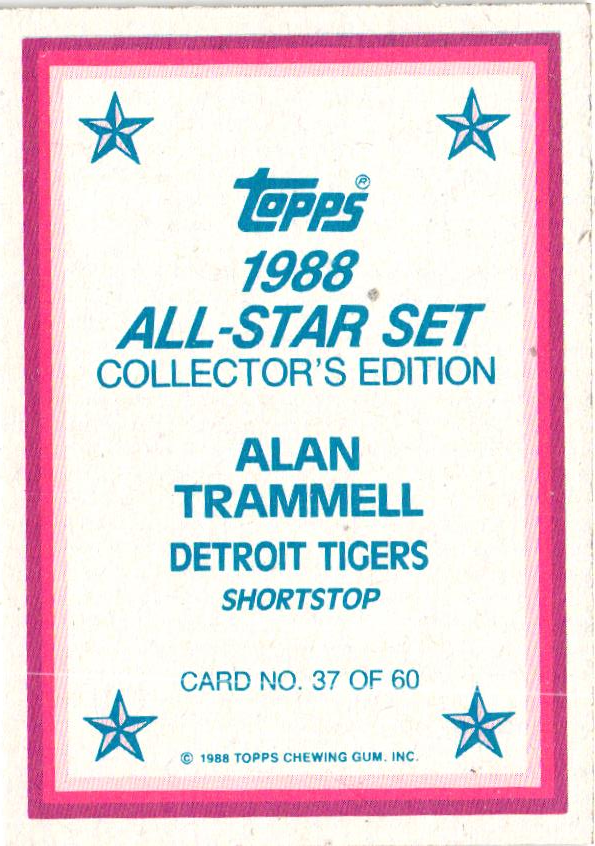 Topps®
1988
ALL-STAR SET
COLLECTOR'S EDITION
ALAN
TRAMMELL
DETROIT TIGERS
SHORTSTOP
CARD NO. 37 OF 60
© 1988 TOPPS CHEWING GUM. INC.